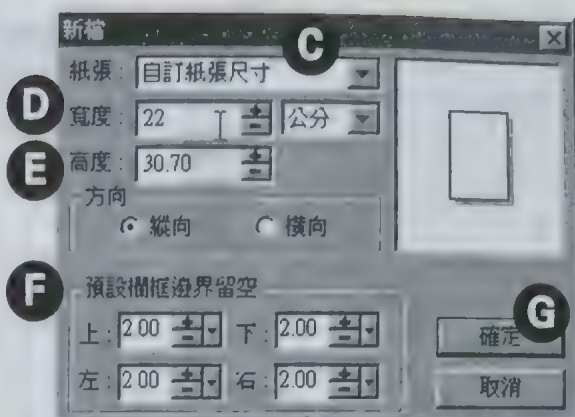 新檔
C
紙張：自訂紙張尺寸
D 寬度：22 公分
E 高度：30.70
方向
縱向 橫向
F 預設欄框邊界留空
G
上：2.00 下：2.00 確定
左：2.00 右：2.00 取消